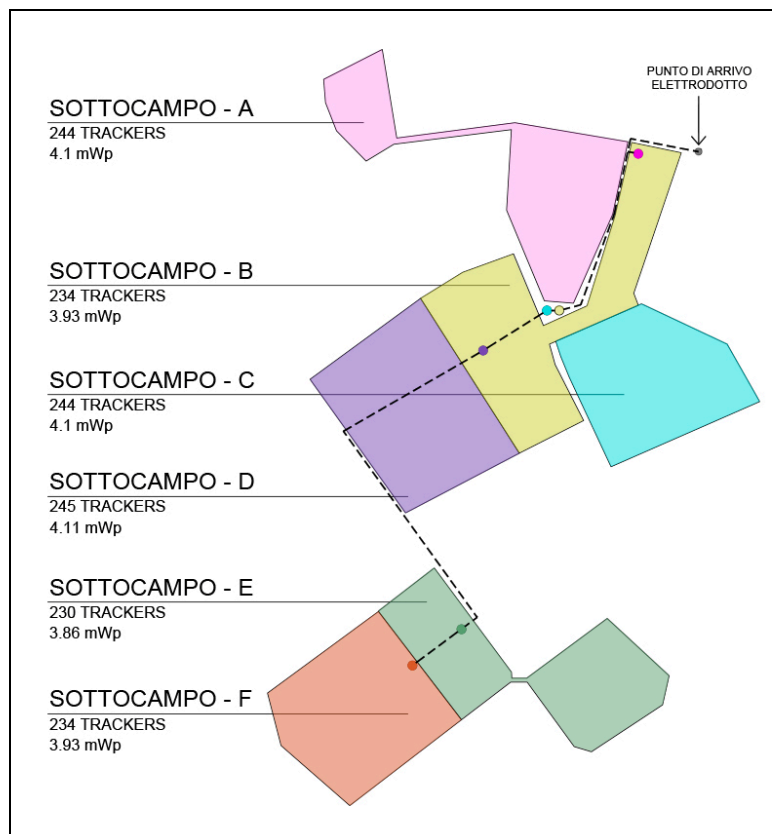 PUNTO DI ARRIVO
ELETTRODOTTO
SOTTOCAMPO - A
244 TRACKERS
4.1 mWp
SOTTOCAMPO - B
234 TRACKERS
3.93 mWp
SOTTOCAMPO - C
244 TRACKERS
4.1 mWp
SOTTOCAMPO - D
245 TRACKERS
4.11 mWp
SOTTOCAMPO - E
230 TRACKERS
3.86 mWp
SOTTOCAMPO - F
234 TRACKERS
3.93 mWp